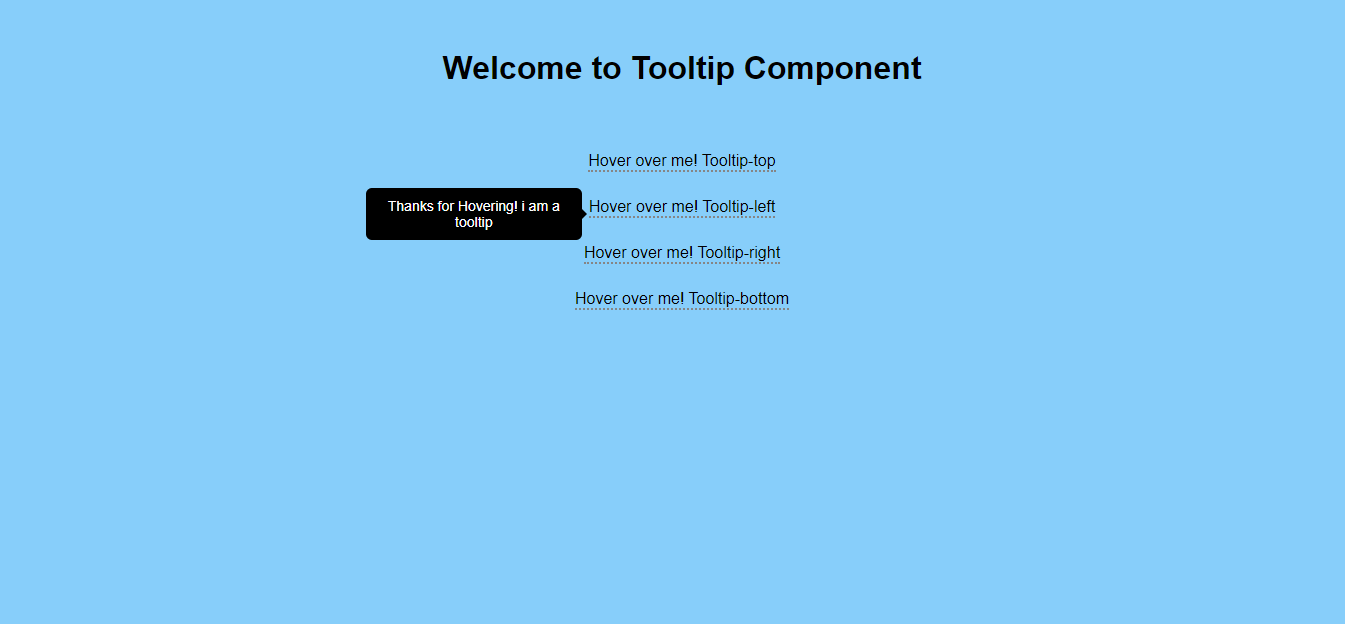 Welcome to Tooltip Component
Hover over me! Tooltip-top
Thanks for Hovering! i am a
tooltip
Hover over me! Tooltip-left
Hover over me! Tooltip-right
Hover over me! Tooltip-bottom